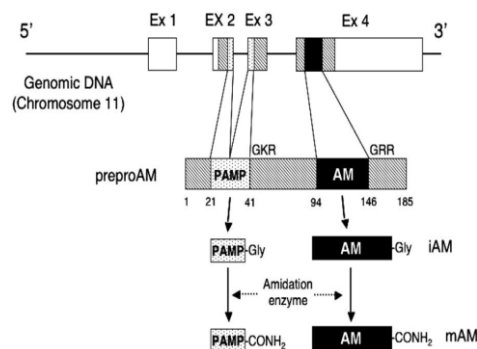 Ex 1 EX 2 Ex 3 Ex 4
5’ 3’
Genomic DNA
(Chromosome 11)
GKR GRR
preproAM PAMP AM
1 21 41 94 146 185
PAMP-Gly AM -Gly iAM
Amidation
enzyme
PAMP-CONH2 AM -CONH2 mAM